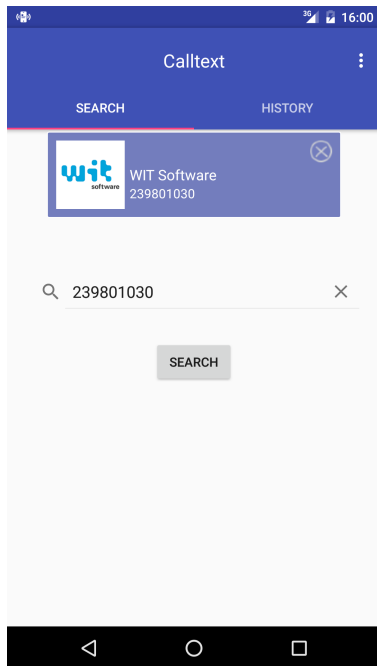 3G 16:00
Calltext
SEARCH HISTORY
wit
software
WIT Software
239801030
239801030
SEARCH